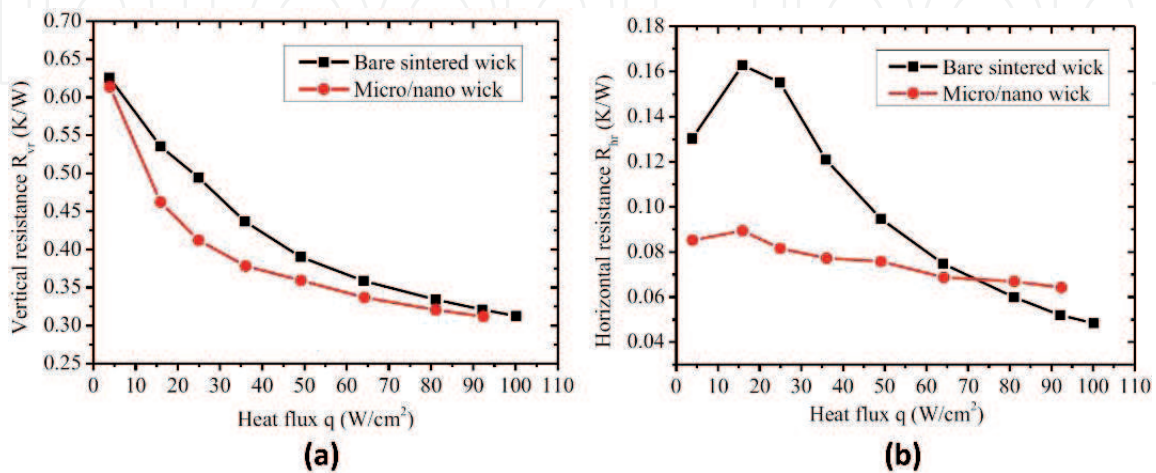 0.70
0.65
0.60
0.55
0.50
0.45
0.40
0.35
0.30
0.25
Vertical resistance R_vr (K/W)
Bare sintered wick
Micro/nano wick
0 10 20 30 40 50 60 70 80 90 100 110
Heat flux q (W/cm²)
(a)
0.18
0.16
0.14
0.12
0.10
0.08
0.06
0.04
Horizontal resistance R_hr (K/W)
Bare sintered wick
Micro/nano wick
0 10 20 30 40 50 60 70 80 90 100 110
Heat flux q (W/cm²)
(b)